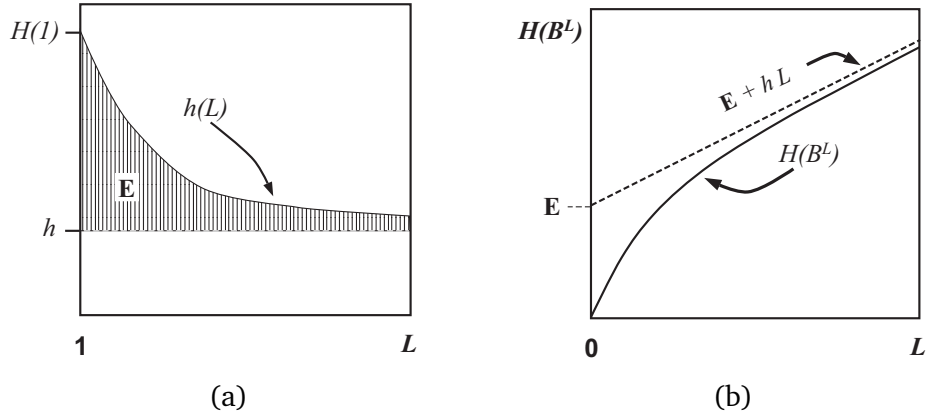 H(1)
h(L)
E
h
1
L
(a)
H(B^L)
E + h L
H(B^L)
E
0
L
(b)